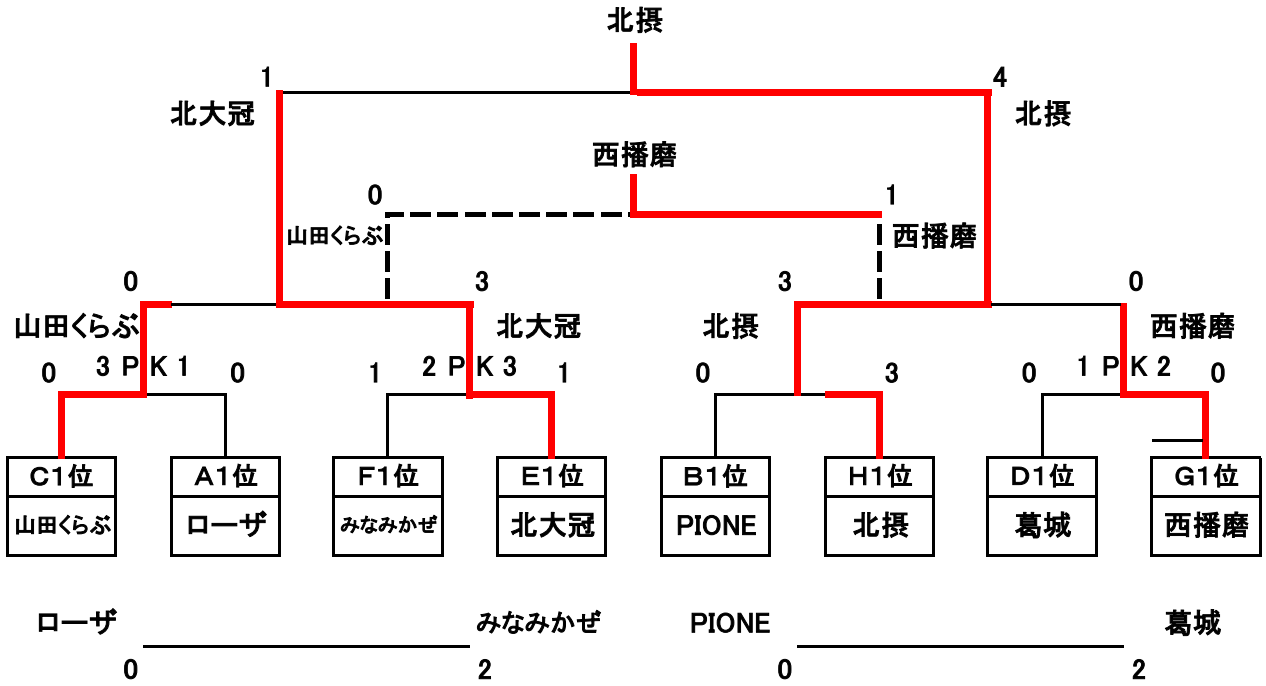 北摂
1 4
北大冠 北摂
西播磨
0 1
山田くらぶ 西播磨
0 3 3 0
山田くらぶ 北大冠 北摂 西播磨
0 3 P K 1 0 1 2 P K 3 1 0 3 0 1 P K 2 0
C1位 A1位 F1位 E1位 B1位 H1位 D1位 G1位
山田くらぶ ローザ みなみかぜ 北大冠 PIONE 北摂 葛城 西播磨
ローザ みなみかぜ PIONE 葛城
0 2 0 2